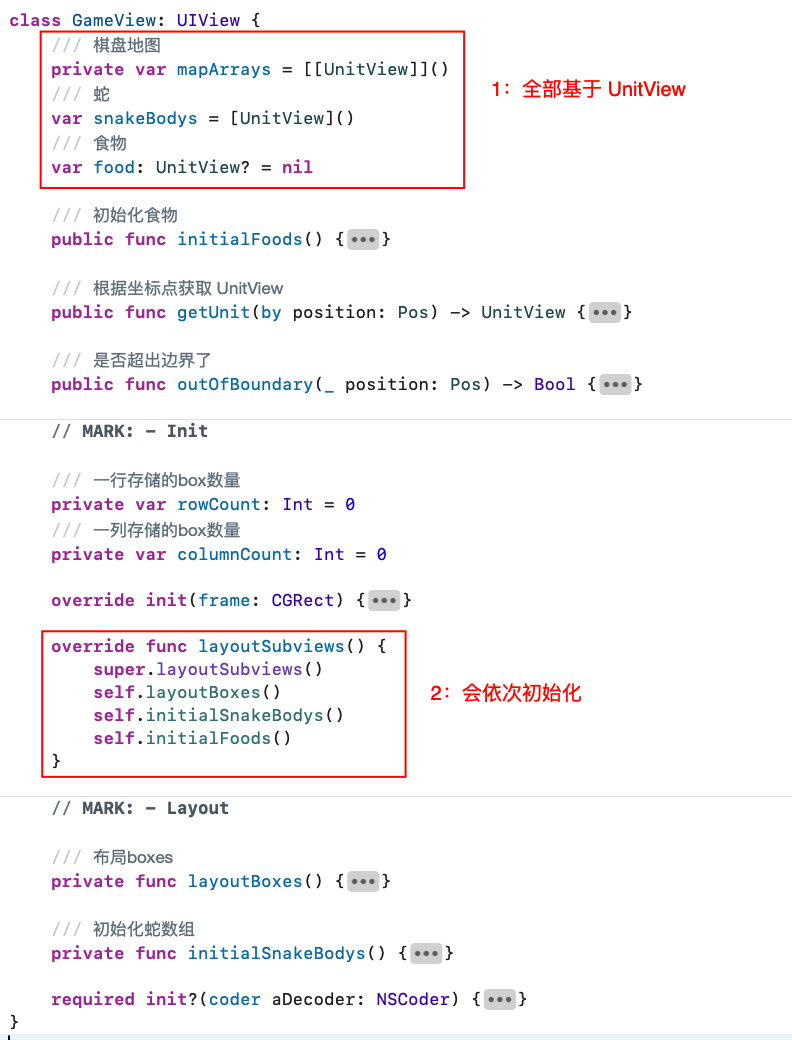 class GameView: UIView {
/// 棋盘地图
private var mapArrays = [[UnitView]]()
1：全部基于 UnitView
/// 蛇
var snakeBodys = [UnitView]()
/// 食物
var food: UnitView? = nil
/// 初始化食物
public func initialFoods() {•••}
/// 根据坐标点获取 UnitView
public func getUnit(by position: Pos) -> UnitView {•••}
/// 是否超出边界了
public func outOfBoundary(_ position: Pos) -> Bool {•••}
// MARK: - Init
/// 一行存储的box数量
private var rowCount: Int = 0
/// 一列存储的box数量
private var columnCount: Int = 0
override init(frame: CGRect) {•••}
override func layoutSubviews() {
super.layoutSubviews()
2：会依次初始化
self.layoutBoxes()
self.initialSnakeBodys()
self.initialFoods()
}
// MARK: - Layout
/// 布局boxes
private func layoutBoxes() {•••}
/// 初始化蛇数组
private func initialSnakeBodys() {•••}
required init?(coder aDecoder: NSCoder) {•••}
}